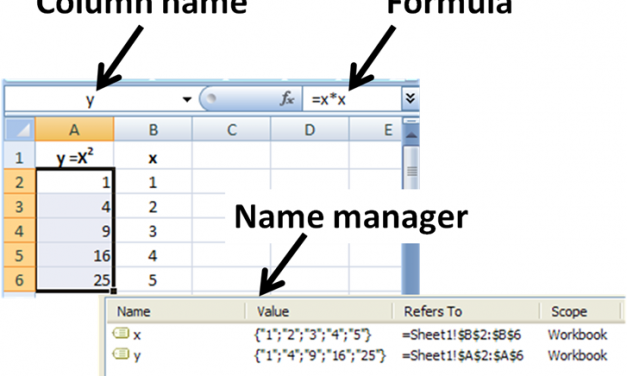 Column name
Formula
y fx =x*x
A B C D E
1 y =X² x
2 1 1
3 4 2
4 9 3
5 16 4
6 25 5
Name manager
Name Value Refers To Scope
x {"1";"2";"3";"4";"5"} =Sheet1!$B$2:$B$6 Workbook
y {"1";"4";"9";"16";"25"} =Sheet1!$A$2:$A$6 Workbook